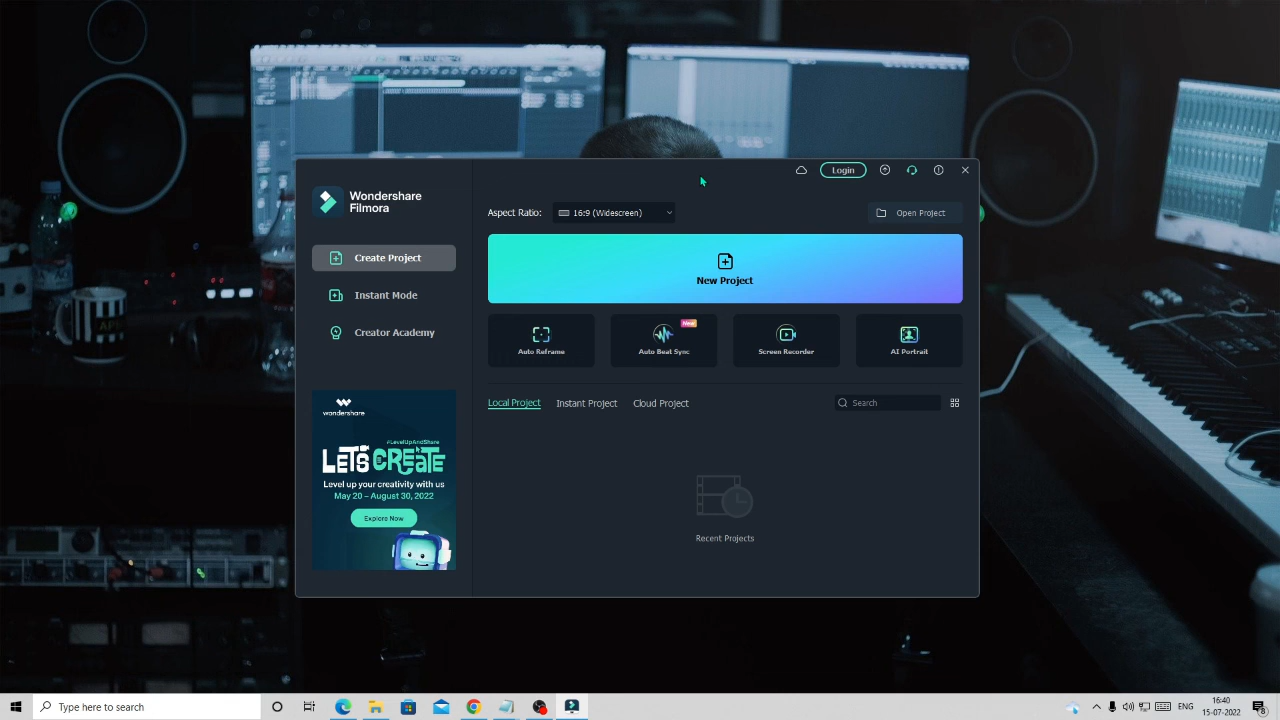 Login
Wondershare
Filmora
Aspect Ratio:
16:9 (Widescreen)
Open Project
Create Project
New Project
Instant Mode
Creator Academy
New
Auto Reframe
Auto Beat Sync
Screen Recorder
AI Portrait
Local Project
Instant Project
Cloud Project
Search
wondershare
#LevelUpAndShare
LET'S CREATE
Level up your creativity with us
May 20 – August 30, 2022
Explore Now
Recent Projects
Type here to search
ENG
16:40
15-07-2022